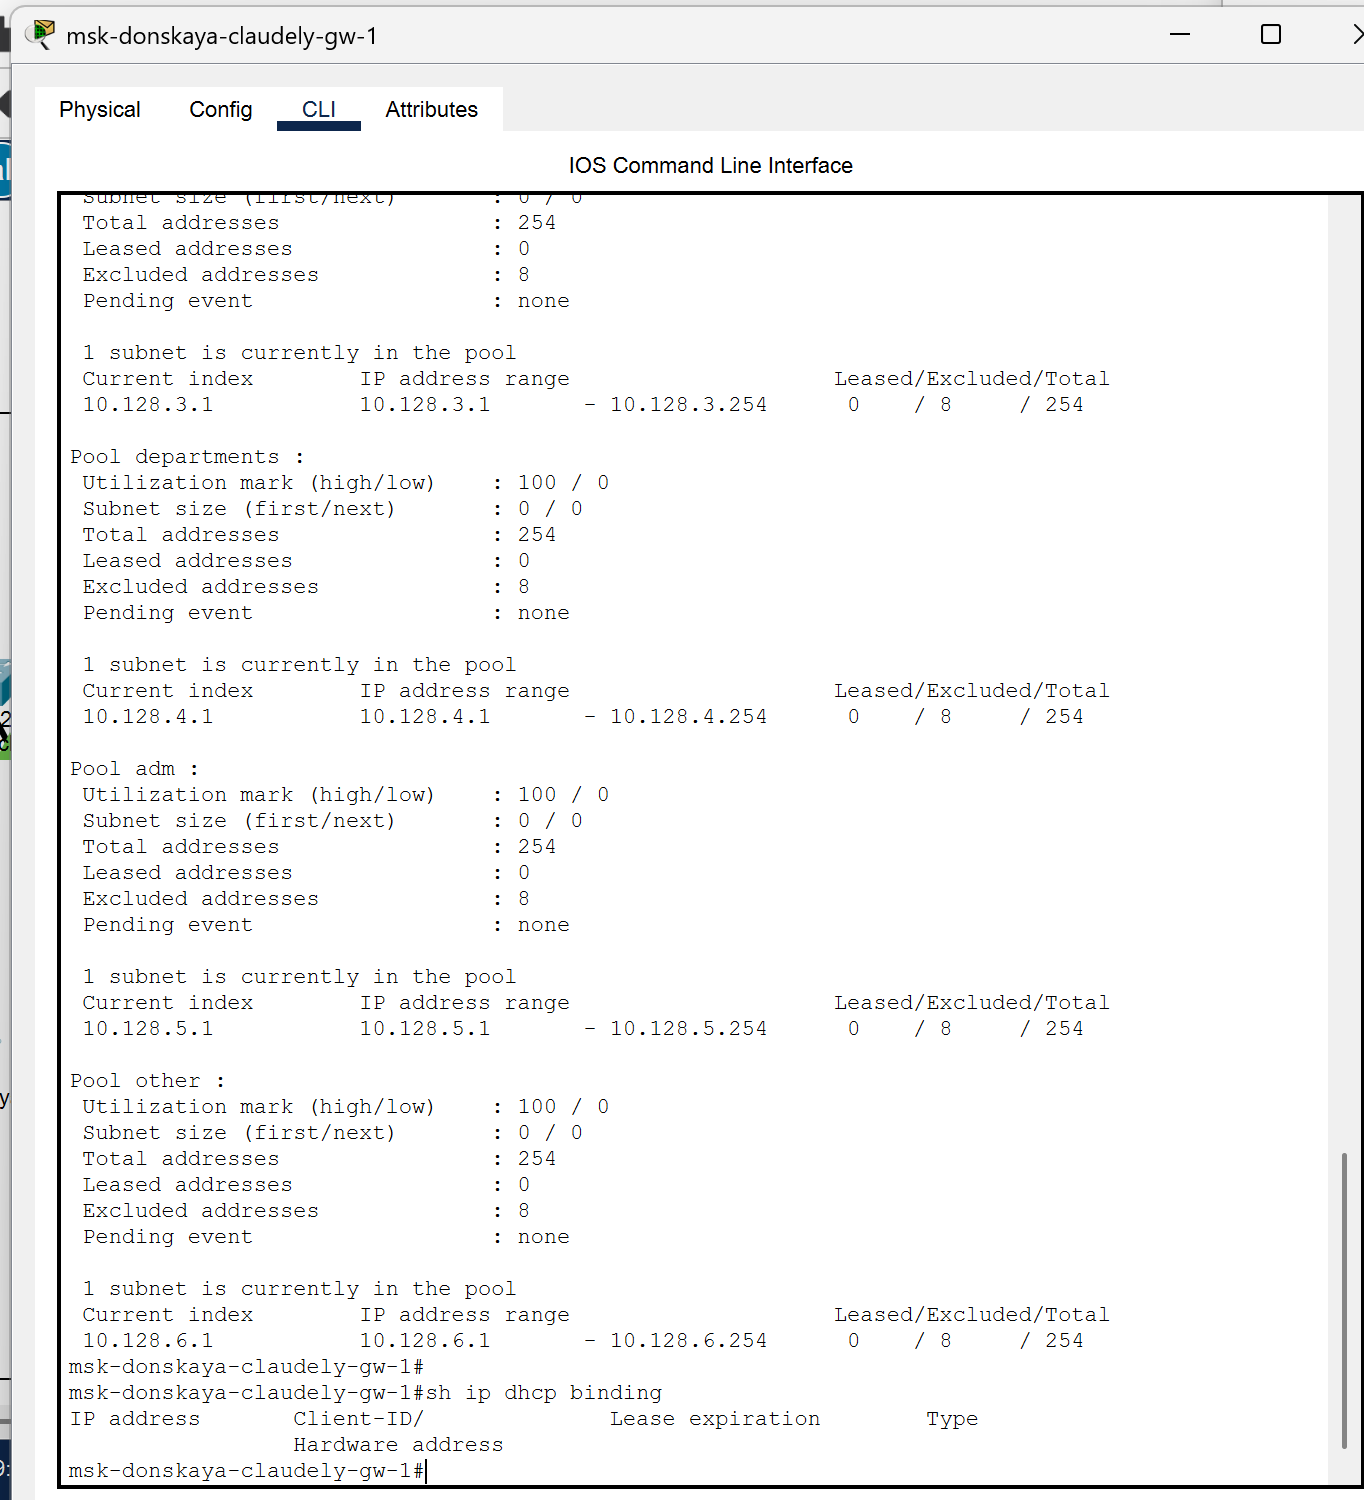 msk-donskaya-claudely-gw-1
Physical Config CLI Attributes
IOS Command Line Interface
Subnet size (first/next) : 0 / 0
Total addresses : 254
Leased addresses : 0
Excluded addresses : 8
Pending event : none
1 subnet is currently in the pool
Current index IP address range Leased/Excluded/Total
10.128.3.1 10.128.3.1 - 10.128.3.254 0 / 8 / 254
Pool departments :
Utilization mark (high/low) : 100 / 0
Subnet size (first/next) : 0 / 0
Total addresses : 254
Leased addresses : 0
Excluded addresses : 8
Pending event : none
1 subnet is currently in the pool
Current index IP address range Leased/Excluded/Total
10.128.4.1 10.128.4.1 - 10.128.4.254 0 / 8 / 254
Pool adm :
Utilization mark (high/low) : 100 / 0
Subnet size (first/next) : 0 / 0
Total addresses : 254
Leased addresses : 0
Excluded addresses : 8
Pending event : none
1 subnet is currently in the pool
Current index IP address range Leased/Excluded/Total
10.128.5.1 10.128.5.1 - 10.128.5.254 0 / 8 / 254
Pool other :
Utilization mark (high/low) : 100 / 0
Subnet size (first/next) : 0 / 0
Total addresses : 254
Leased addresses : 0
Excluded addresses : 8
Pending event : none
1 subnet is currently in the pool
Current index IP address range Leased/Excluded/Total
10.128.6.1 10.128.6.1 - 10.128.6.254 0 / 8 / 254
msk-donskaya-claudely-gw-1#
msk-donskaya-claudely-gw-1#sh ip dhcp binding
IP address Client-ID/ Lease expiration Type
Hardware address
msk-donskaya-claudely-gw-1#